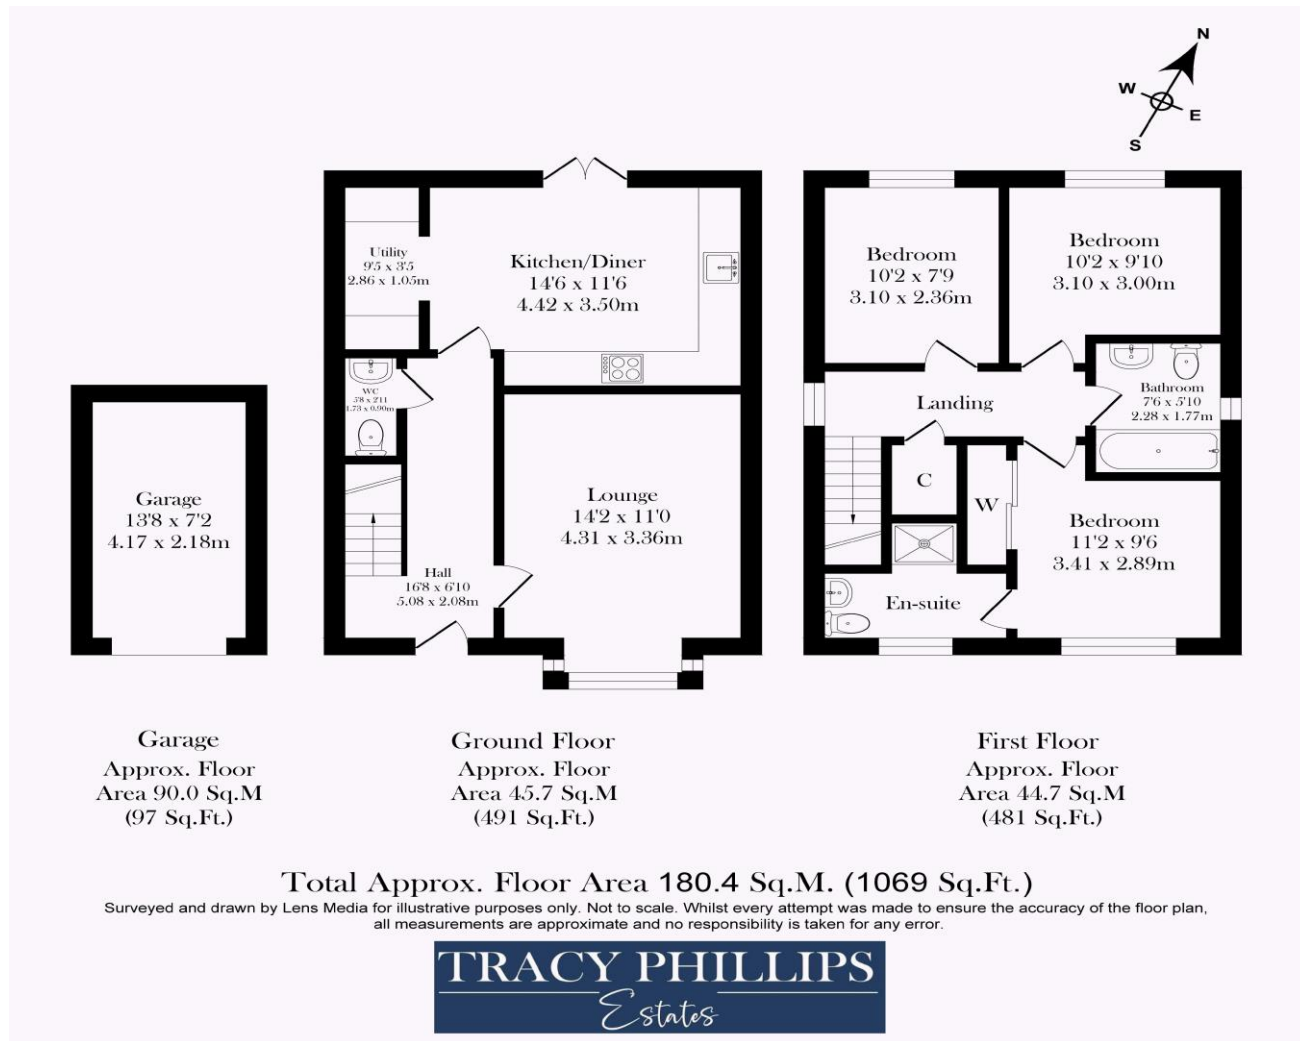 N
W
E
S
Utility
9'5 x 3'5
2.86 x 1.05m
Kitchen/Diner
14'6 x 11'6
4.42 x 3.50m
WC
5'8 x 2'11
1.73 x 0.90m
Lounge
14'2 x 11'0
4.31 x 3.36m
Hall
16'8 x 6'10
5.08 x 2.08m
Garage
13'8 x 7'2
4.17 x 2.18m
Bedroom
10'2 x 7'9
3.10 x 2.36m
Bedroom
10'2 x 9'10
3.10 x 3.00m
Landing
Bathroom
7'6 x 5'10
2.28 x 1.77m
C
W
Bedroom
11'2 x 9'6
3.41 x 2.89m
En-suite
Garage
Approx. Floor
Area 90.0 Sq.M
(97 Sq.Ft.)
Ground Floor
Approx. Floor
Area 45.7 Sq.M
(491 Sq.Ft.)
First Floor
Approx. Floor
Area 44.7 Sq.M
(481 Sq.Ft.)
Total Approx. Floor Area 180.4 Sq.M. (1069 Sq.Ft.)
Surveyed and drawn by Lens Media for illustrative purposes only. Not to scale. Whilst every attempt was made to ensure the accuracy of the floor plan,
all measurements are approximate and no responsibility is taken for any error.
TRACY PHILLIPS
Estates